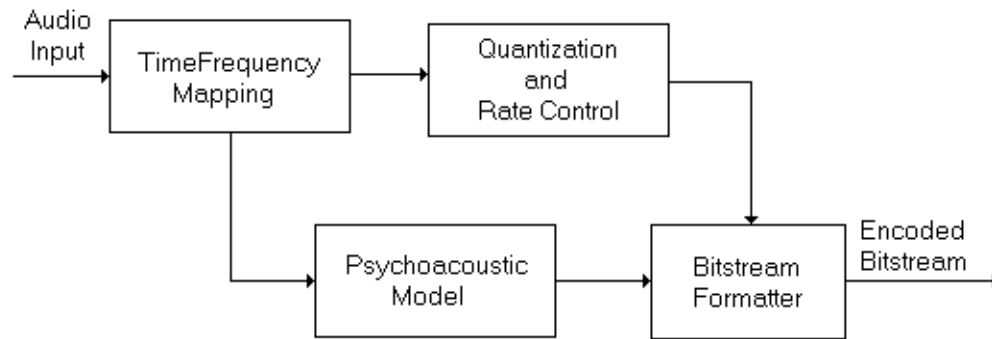 Audio
Input
TimeFrequency
Mapping
Quantization
and
Rate Control
Psychoacoustic
Model
Bitstream
Formatter
Encoded
Bitstream